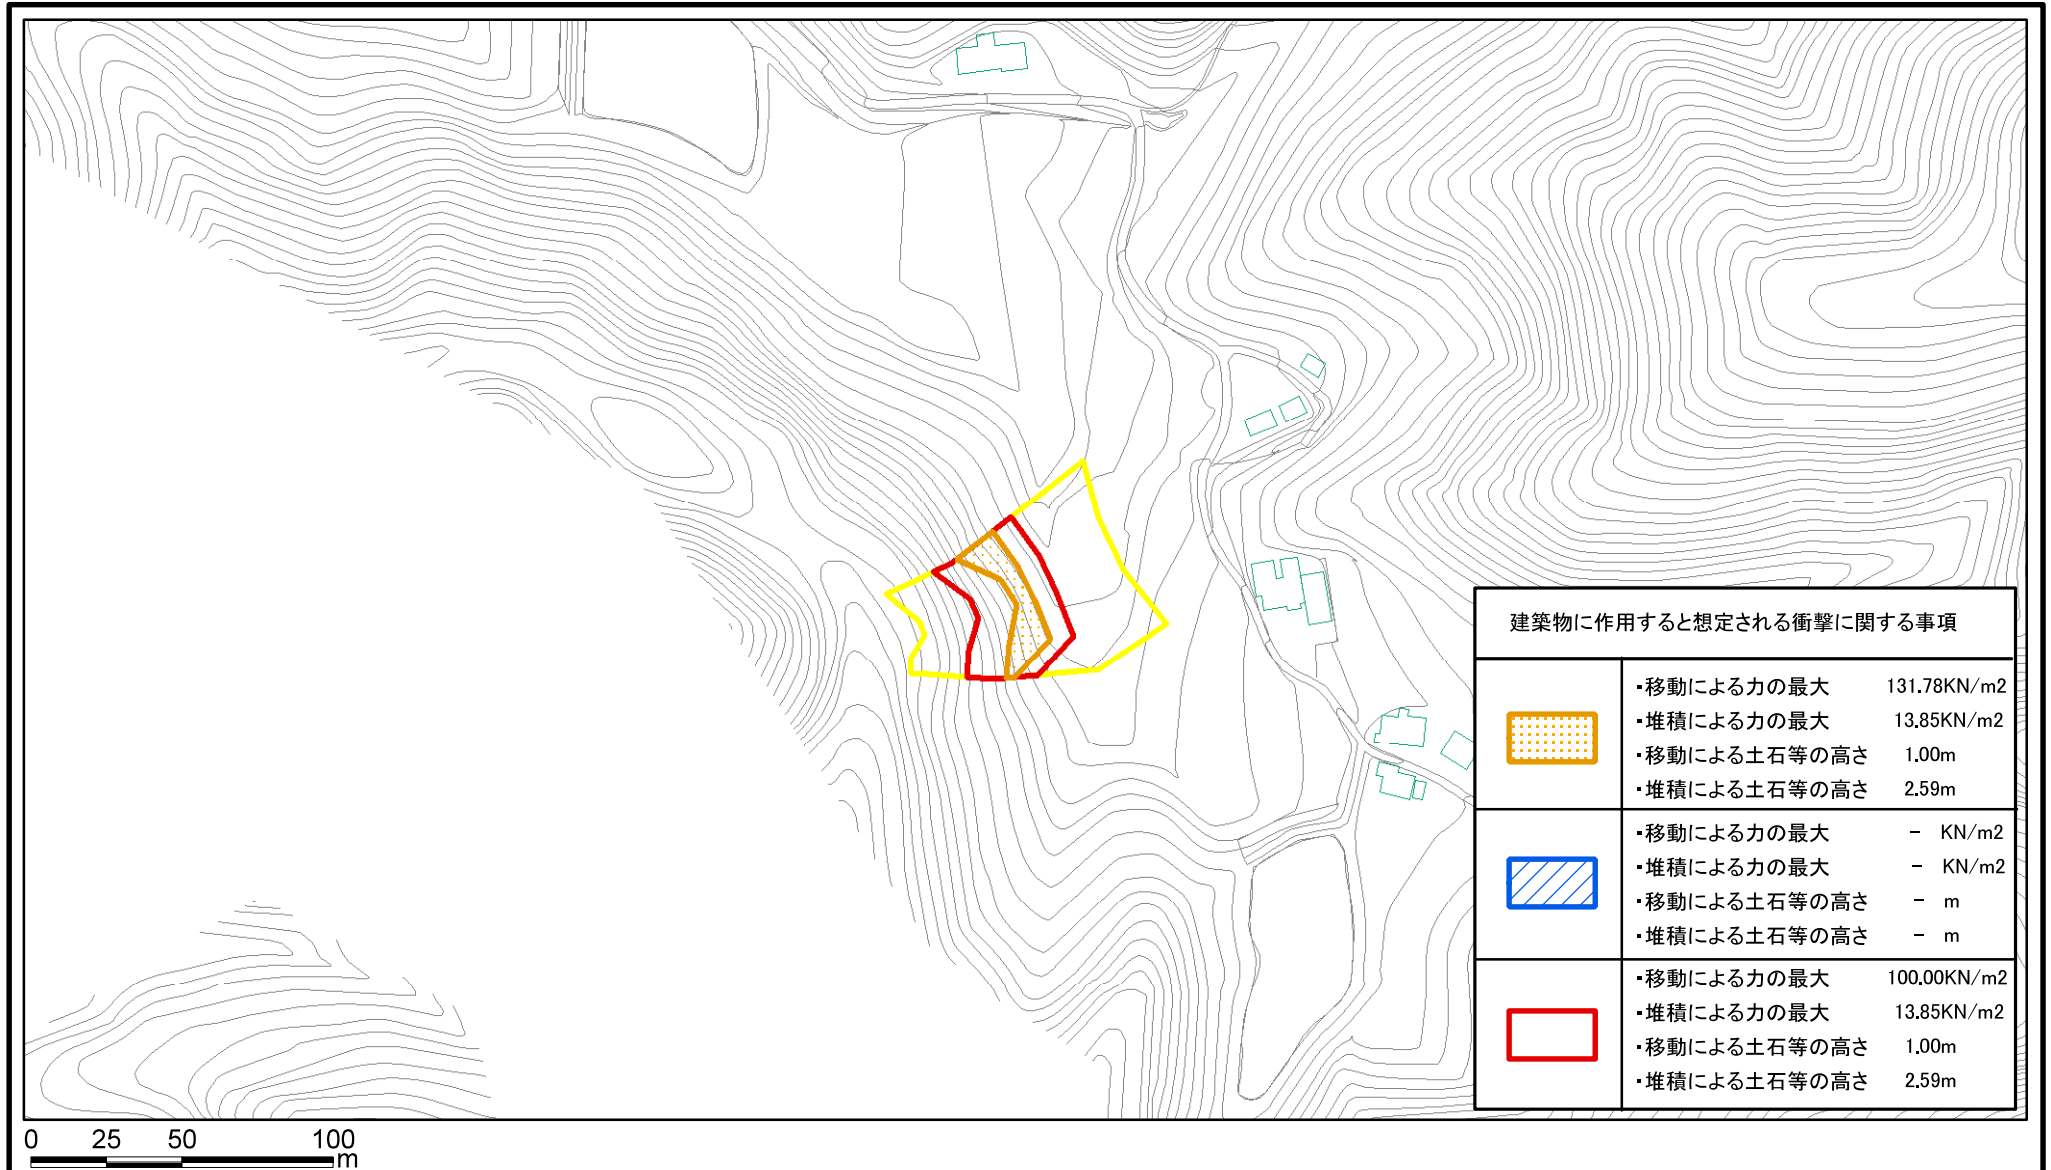 建築物に作用すると想定される衝撃に関する事項
・移動による力の最大 131.78KN/m2
・堆積による力の最大 13.85KN/m2
・移動による土石等の高さ 1.00m
・堆積による土石等の高さ 2.59m
・移動による力の最大 － KN/m2
・堆積による力の最大 － KN/m2
・移動による土石等の高さ － m
・堆積による土石等の高さ － m
・移動による力の最大 100.00KN/m2
・堆積による力の最大 13.85KN/m2
・移動による土石等の高さ 1.00m
・堆積による土石等の高さ 2.59m
0 25 50 100
m